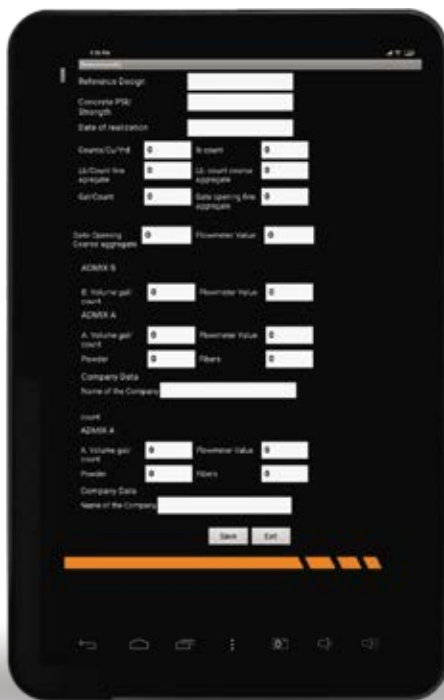 Reference Design
Concrete PSI/
Strength
Date of realization
Counts/Cu/Yrd 0 % count 0
LB/Count fine
agregate 0 LB. count coarse
aggregate 0
Gal/Count 0 Gate opening fine
aggregate 0
Gate Opening
Coarse aggregate 0 Flowmeter Value 0
ADMIX B
B. Volume gal/
count 0 Flowmeter Value 0
ADMIX A
A. Volume gal/
count 0 Flowmeter Value 0
Powder 0 Fibers 0
Company Data
Name of the Company
count
ADMIX A
A. Volume gal/
count 0 Flowmeter Value 0
Powder 0 Fibers 0
Company Data
Name of the Company
Save Exit